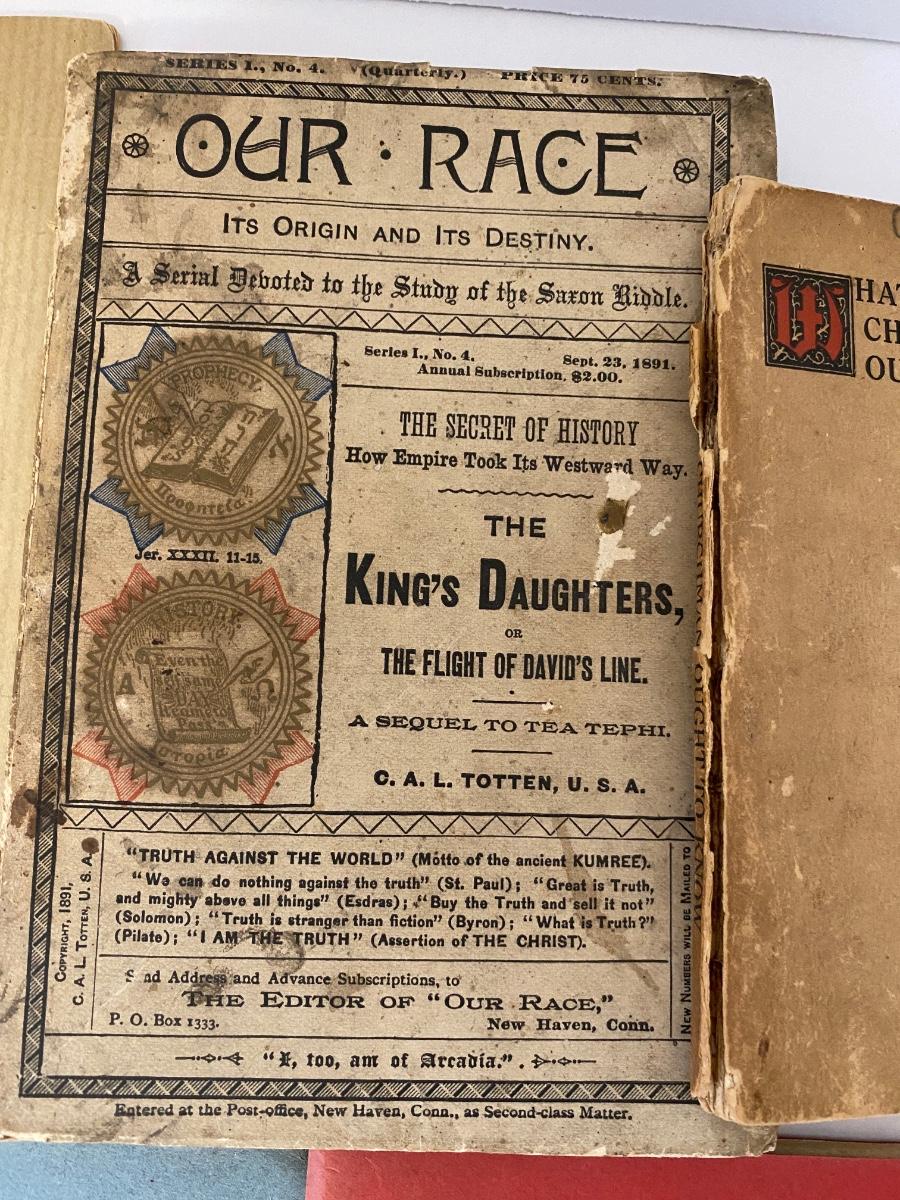 SERIES I., No. 4. (Quarterly.) PRICE 75 CENTS.
OUR · RACE
ITS ORIGIN AND ITS DESTINY.
A Serial Devoted to the Study of the Saxon Riddle.
Series I., No. 4. Sept. 23, 1891.
Annual Subscription, $2.00.
THE SECRET OF HISTORY
How Empire Took Its Westward Way.
THE
KING'S DAUGHTERS,
OR
THE FLIGHT OF DAVID'S LINE.
A SEQUEL TO TEA TEPHI.
C. A. L. TOTTEN, U. S. A.
PROPHECY.
Jer. XXXII. 11-15.
HISTORY.
Even the
same
"TRUTH AGAINST THE WORLD" (Motto of the ancient KUMREE).
"We can do nothing against the truth" (St. Paul); "Great is Truth,
and mighty above all things" (Esdras); "Buy the Truth and sell it not"
(Solomon); "Truth is stranger than fiction" (Byron); "What is Truth?"
(Pilate); "I AM THE TRUTH" (Assertion of THE CHRIST).
COPYRIGHT, 1891,
C. A. L. TOTTEN, U. S. A.
NEW NUMBERS WILL BE MAILED TO
Address and Advance Subscriptions, to
THE EDITOR OF "OUR RACE,"
P. O. Box 1333. New Haven, Conn.
"I, too, am of Arcadia."
Entered at the Post-office, New Haven, Conn., as Second-class Matter.
WHAT
CH
OU
CHURCHMAN OUGHT TO KNOW